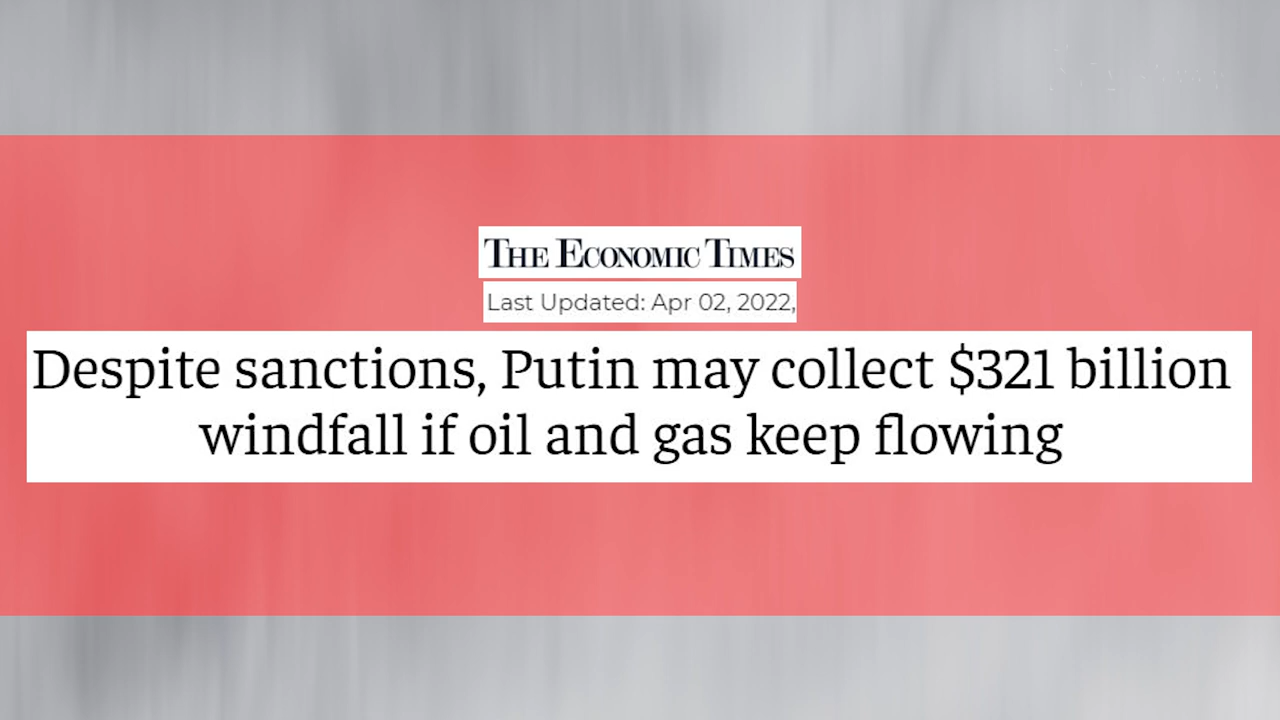 THE ECONOMIC TIMES
Last Updated: Apr 02, 2022,
Despite sanctions, Putin may collect $321 billion
windfall if oil and gas keep flowing